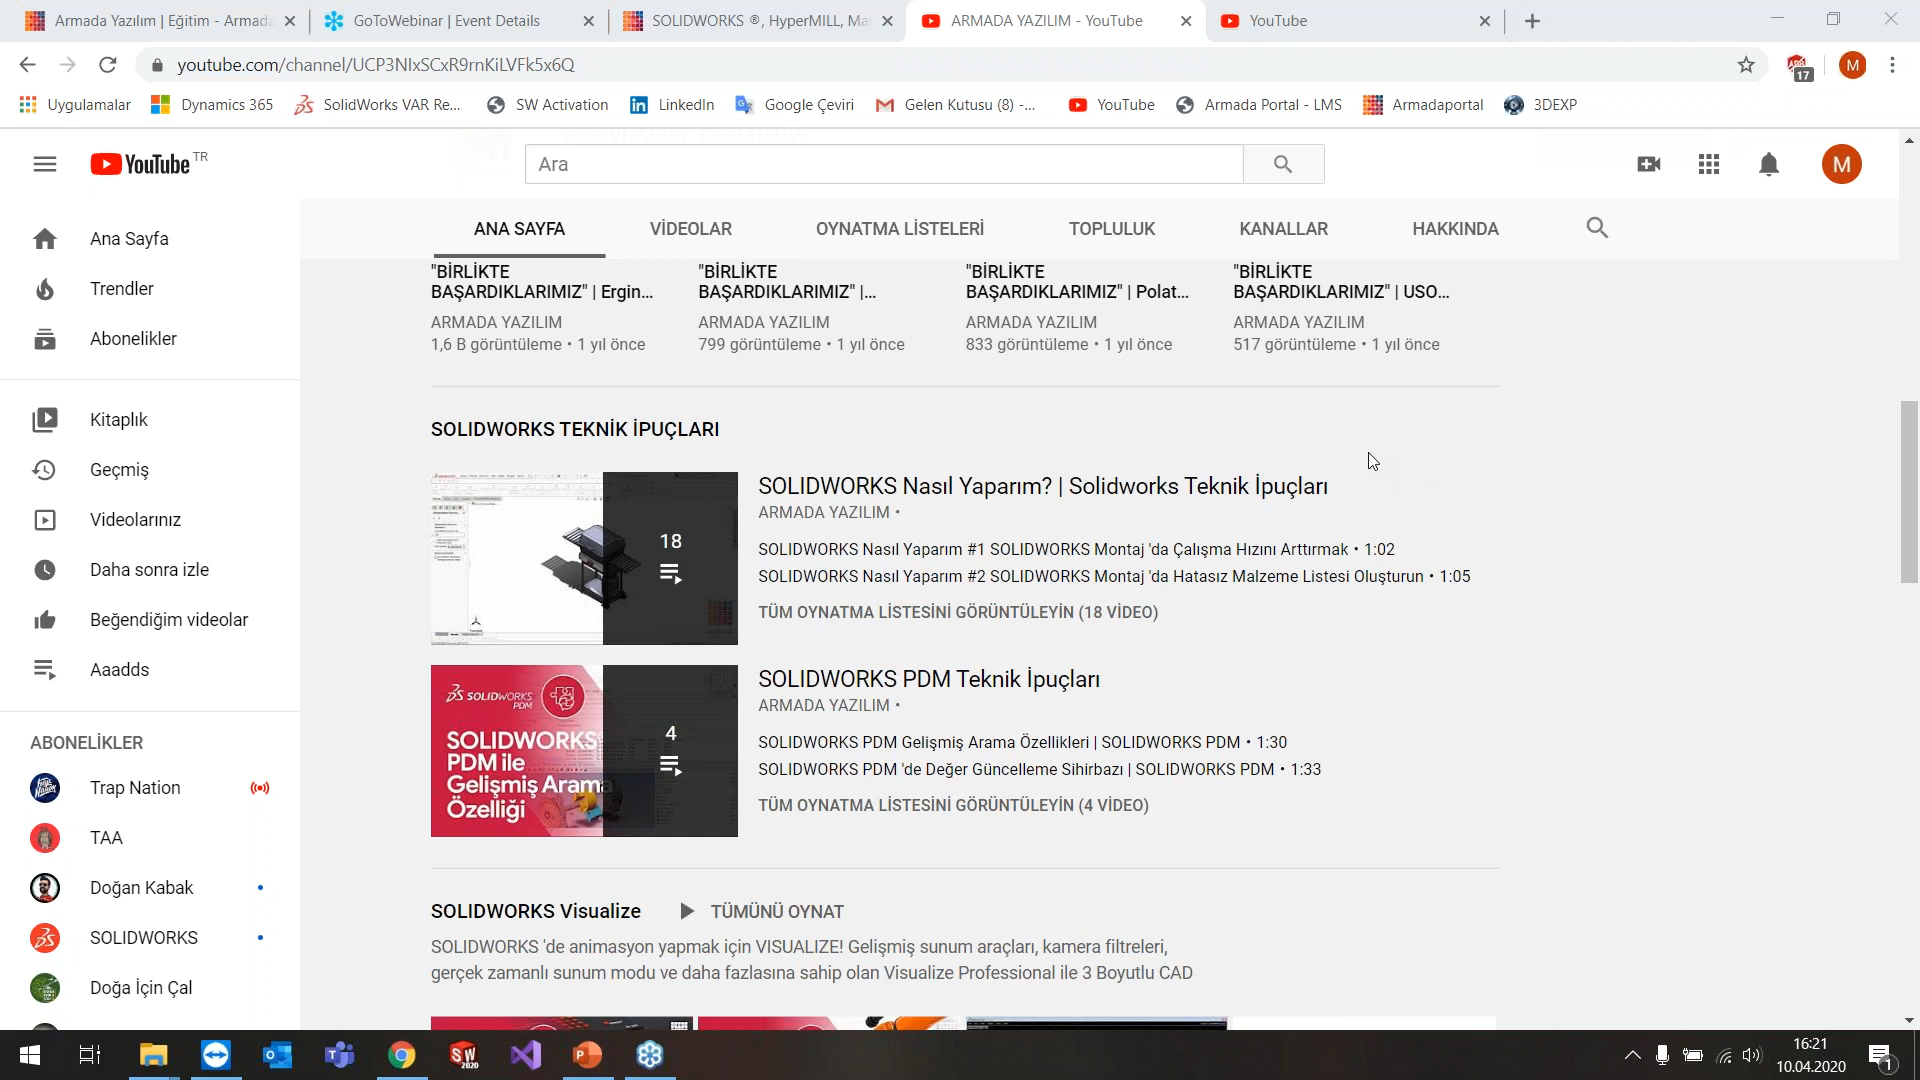 Armada Yazılım | Eğitim - Armada
GoToWebinar | Event Details
SOLIDWORKS ®, HyperMILL, Ma
ARMADA YAZILIM - YouTube
YouTube
youtube.com/channel/UCP3NIxSCxR9rnKiLVFk5x6Q
17
M
Uygulamalar
Dynamics 365
SolidWorks VAR Re...
SW Activation
LinkedIn
Google Çeviri
Gelen Kutusu (8) -...
YouTube
Armada Portal - LMS
Armadaportal
3DEXP
YouTube TR
Ara
M
ANA SAYFA
VİDEOLAR
OYNATMA LİSTELERİ
TOPLULUK
KANALLAR
HAKKINDA
Ana Sayfa
Trendler
Abonelikler
Kitaplık
Geçmiş
Videolarınız
Daha sonra izle
Beğendiğim videolar
Aaadds
ABONELİKLER
Trap Nation
TAA
Doğan Kabak
SOLIDWORKS
Doğa İçin Çal
"BİRLİKTE
BAŞARDIKLARIMIZ" | Ergin...
ARMADA YAZILIM
1,6 B görüntüleme • 1 yıl önce
"BİRLİKTE
BAŞARDIKLARIMIZ" |...
ARMADA YAZILIM
799 görüntüleme • 1 yıl önce
"BİRLİKTE
BAŞARDIKLARIMIZ" | Polat...
ARMADA YAZILIM
833 görüntüleme • 1 yıl önce
"BİRLİKTE
BAŞARDIKLARIMIZ" | USO...
ARMADA YAZILIM
517 görüntüleme • 1 yıl önce
SOLIDWORKS TEKNİK İPUÇLARI
18
SOLIDWORKS Nasıl Yaparım? | Solidworks Teknik İpuçları
ARMADA YAZILIM •
SOLIDWORKS Nasıl Yaparım #1 SOLIDWORKS Montaj 'da Çalışma Hızını Arttırmak • 1:02
SOLIDWORKS Nasıl Yaparım #2 SOLIDWORKS Montaj 'da Hatasız Malzeme Listesi Oluşturun • 1:05
TÜM OYNATMA LİSTESİNİ GÖRÜNTÜLEYİN (18 VİDEO)
SOLIDWORKS
PDM
SOLIDWORKS
PDM ile
Gelişmiş Arama
Özelliği
4
SOLIDWORKS PDM Teknik İpuçları
ARMADA YAZILIM •
SOLIDWORKS PDM Gelişmiş Arama Özellikleri | SOLIDWORKS PDM • 1:30
SOLIDWORKS PDM 'de Değer Güncelleme Sihirbazı | SOLIDWORKS PDM • 1:33
TÜM OYNATMA LİSTESİNİ GÖRÜNTÜLEYİN (4 VİDEO)
SOLIDWORKS Visualize
TÜMÜNÜ OYNAT
SOLIDWORKS 'de animasyon yapmak için VISUALIZE! Gelişmiş sunum araçları, kamera filtreleri,
gerçek zamanlı sunum modu ve daha fazlasına sahip olan Visualize Professional ile 3 Boyutlu CAD
SW
2020
16:21
10.04.2020
1